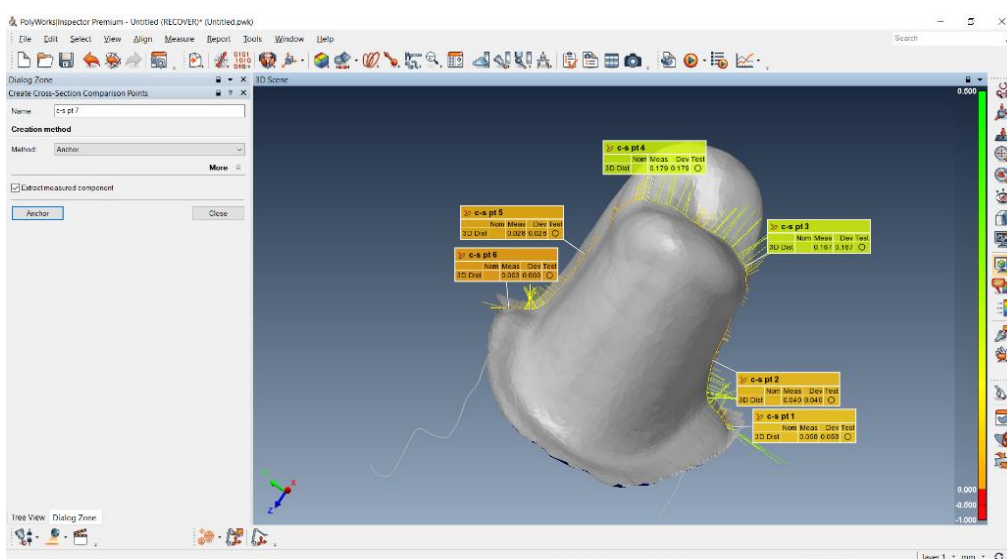 PolyWorks|Inspector Premium - Untitled (RECOVER)* (Untitled.pwk)
File Edit Select View Align Measure Report Tools Window Help
Search
Dialog Zone
3D Scene
Create Cross-Section Comparison Points
Name c-s pt 7
Creation method
Method: Anchor
More
Extract measured component
Anchor Close
0.500
c-s pt 4
Nom Meas Dev Test
3D Dist 0.179 0.179
c-s pt 5
Nom Meas Dev Test
3D Dist 0.028 0.028
c-s pt 3
Nom Meas Dev Test
3D Dist 0.167 0.167
c-s pt 6
Nom Meas Dev Test
3D Dist 0.003 0.003
c-s pt 2
Nom Meas Dev Test
3D Dist 0.040 0.040
c-s pt 1
Nom Meas Dev Test
3D Dist 0.058 0.058
X
Z
0.000
-0.500
-1.000
Tree View Dialog Zone
layer 1 mm